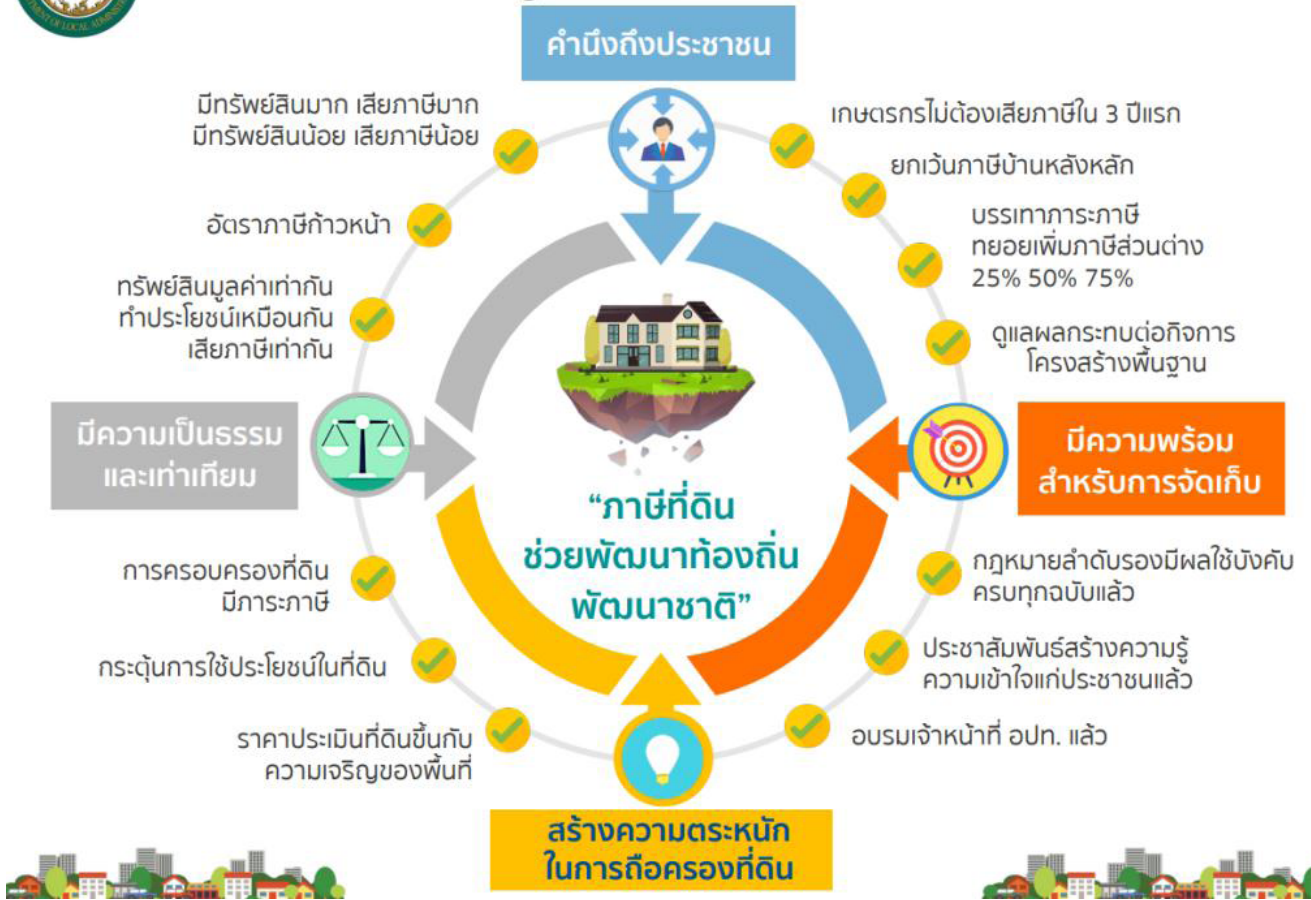 DEPARTMENT OF LOCAL ADMINISTR
คำนึงถึงประชาชน
มีทรัพย์สินมาก เสียภาษีมาก
มีทรัพย์สินน้อย เสียภาษีน้อย
อัตราภาษีก้าวหน้า
ทรัพย์สินมูลค่าเท่ากัน
ทำประโยชน์เหมือนกัน
เสียภาษีเท่ากัน
เกษตรกรไม่ต้องเสียภาษีใน 3 ปีแรก
ยกเว้นภาษีบ้านหลังหลัก
บรรเทาภาระภาษี
ทยอยเพิ่มภาษีส่วนต่าง
25% 50% 75%
ดูแลผลกระทบต่อกิจการ
โครงสร้างพื้นฐาน
มีความเป็นธรรม
และเท่าเทียม
มีความพร้อม
สำหรับการจัดเก็บ
“ภาษีที่ดิน
ช่วยพัฒนาท้องถิ่น
พัฒนาชาติ”
การครอบครองที่ดิน
มีภาระภาษี
กระตุ้นการใช้ประโยชน์ในที่ดิน
ราคาประเมินที่ดินขึ้นกับ
ความเจริญของพื้นที่
กฎหมายลำดับรองมีผลใช้บังคับ
ครบทุกฉบับแล้ว
ประชาสัมพันธ์สร้างความรู้
ความเข้าใจแก่ประชาชนแล้ว
อบรมเจ้าหน้าที่ อปท. แล้ว
สร้างความตระหนัก
ในการถือครองที่ดิน